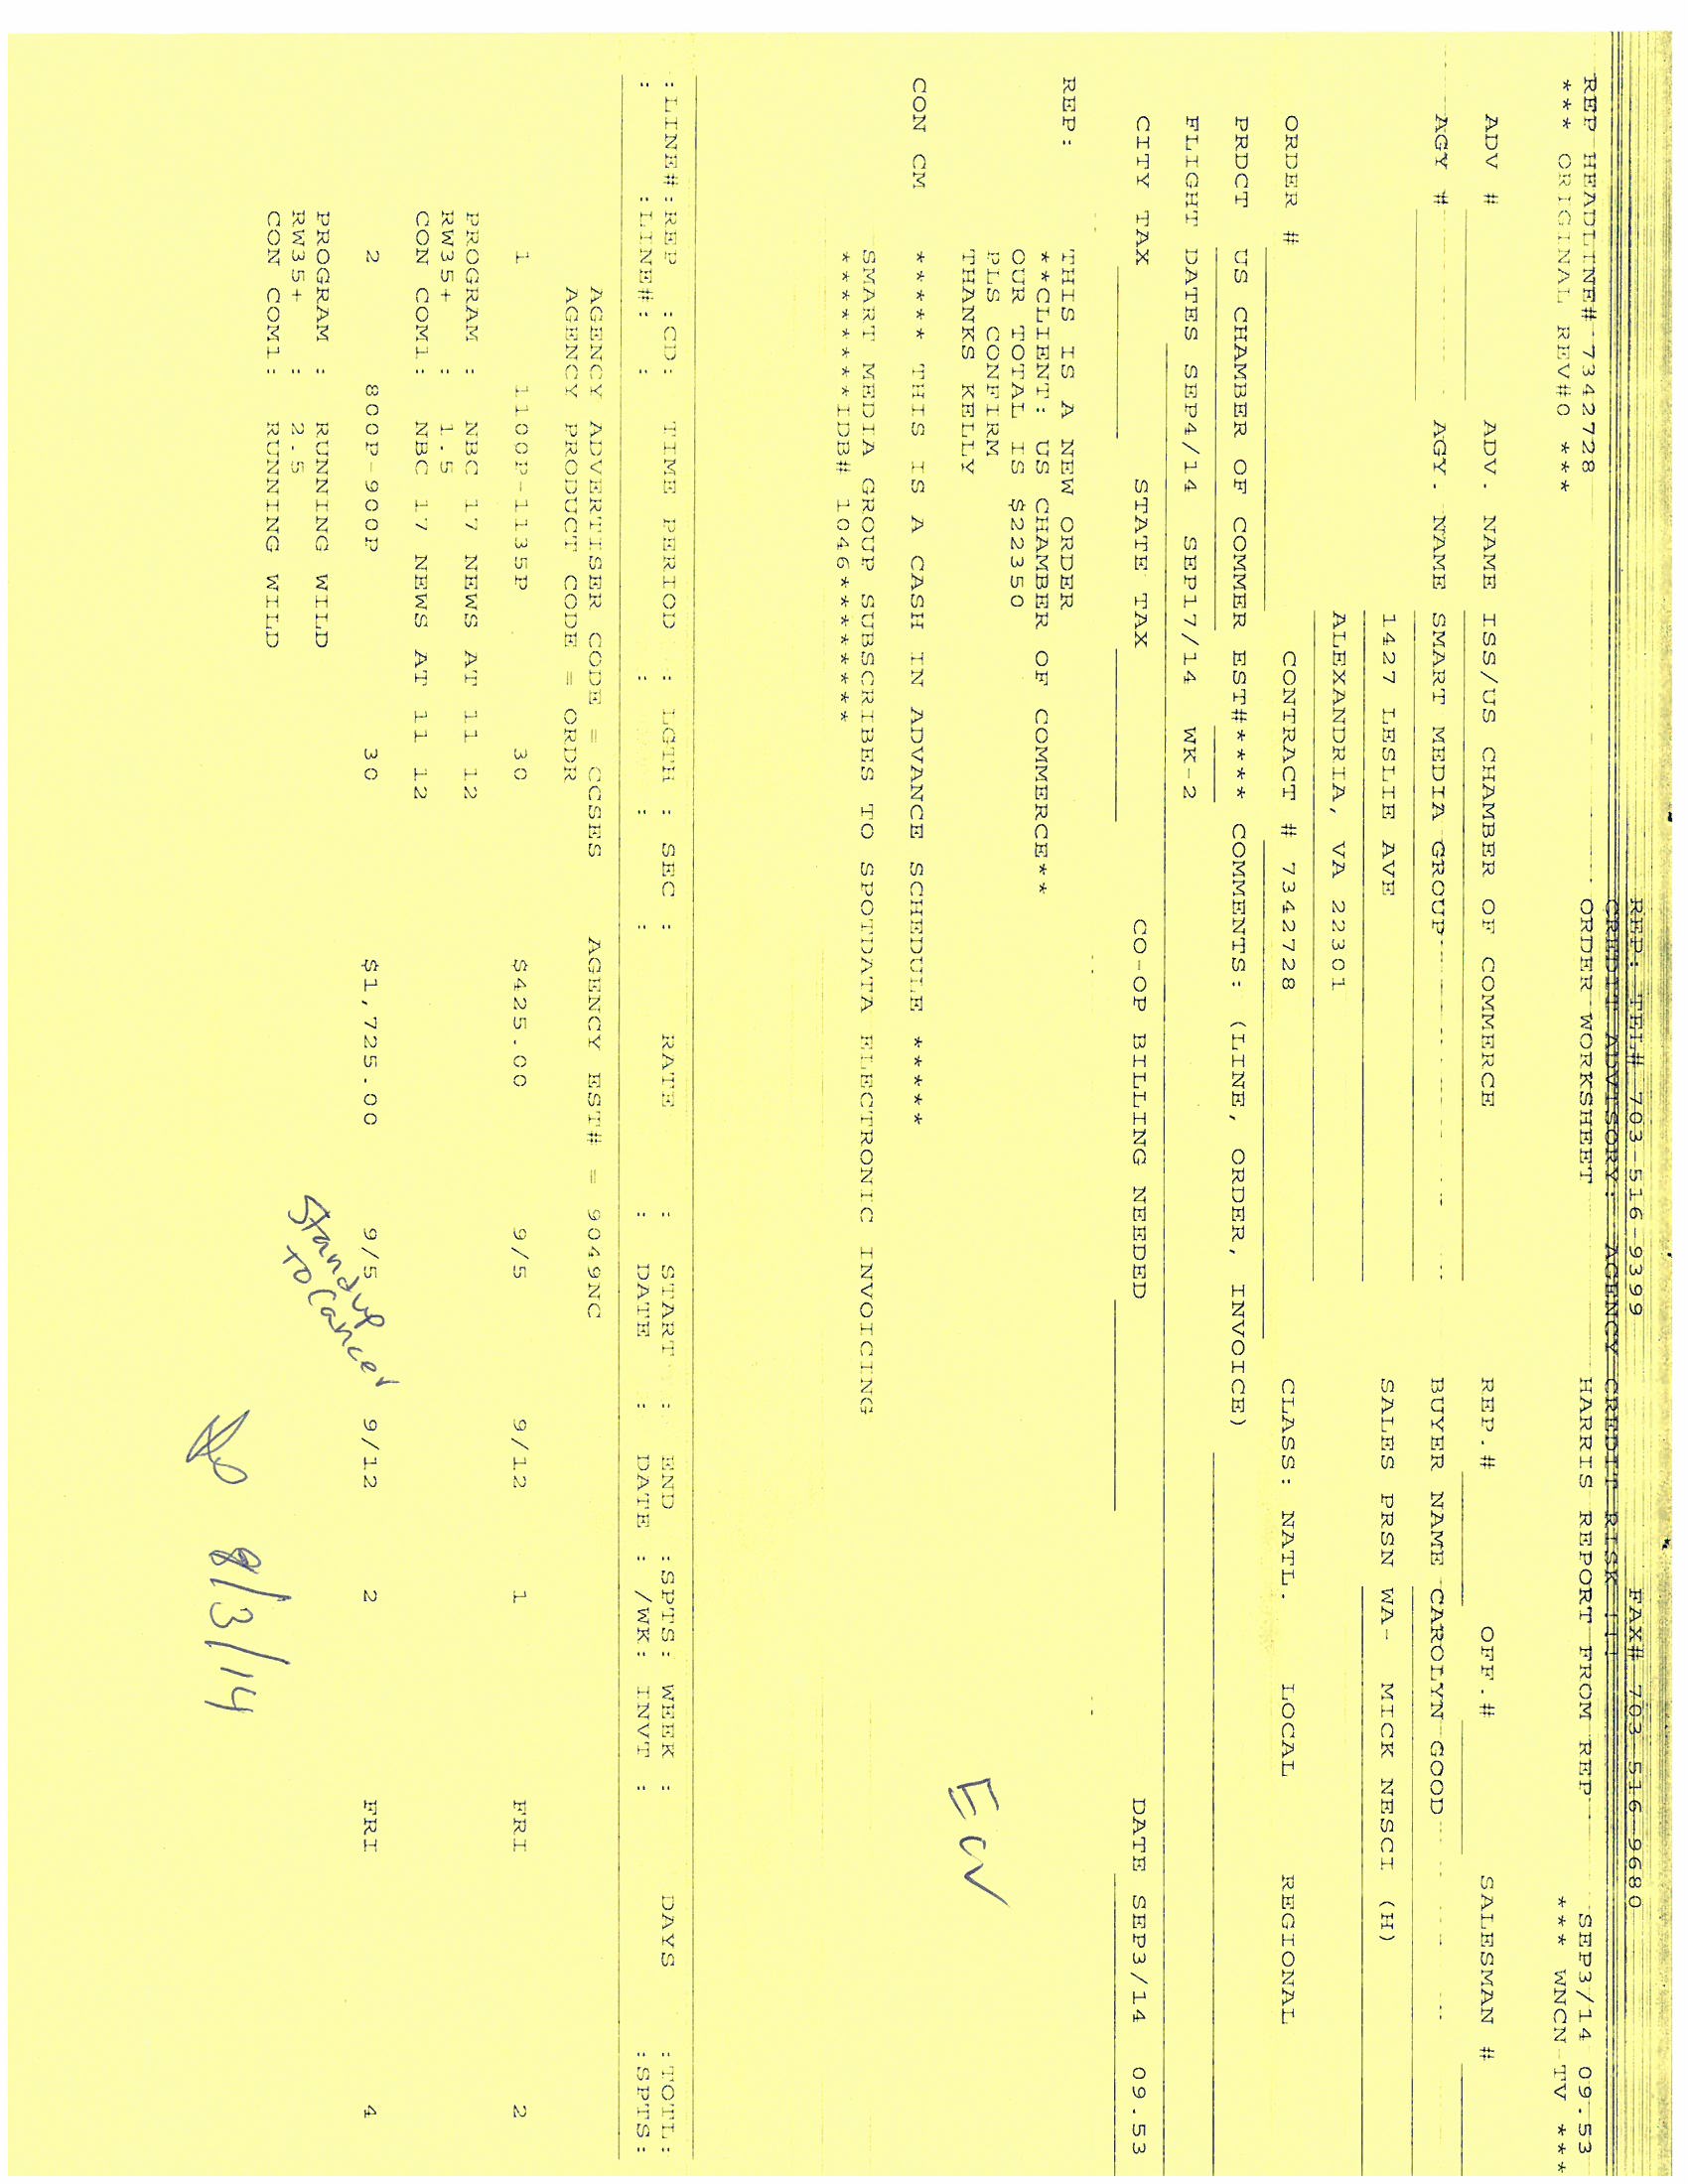 REP: TEL# 703-516-9399 FAX# 703-516-9680
CREDIT ADVISORY: AGENCY CREDIT RISK !!!
REP HEADLINE# 7342728 ORDER WORKSHEET HARRIS REPORT FROM REP SEP3/14 09.53
*** ORIGINAL REV#0 *** *** WNCN-TV ***
ADV # ADV. NAME ISS/US CHAMBER OF COMMERCE REP.# OFF.# SALESMAN #
AGY # AGY. NAME SMART MEDIA GROUP BUYER NAME CAROLYN GOOD
1427 LESLIE AVE SALES PRSN WA- MICK NESCI (H)
ALEXANDRIA, VA 22301
ORDER # CONTRACT # 7342728 CLASS: NATL. LOCAL REGIONAL
PRDCT US CHAMBER OF COMMER EST#**** COMMENTS: (LINE, ORDER, INVOICE)
FLIGHT DATES SEP4/14 SEP17/14 WK-2
CITY TAX STATE TAX CO-OP BILLING NEEDED DATE SEP3/14 09.53
REP: THIS IS A NEW ORDER
**CLIENT: US CHAMBER OF COMMERCE**
OUR TOTAL IS $22350
PLS CONFIRM
THANKS KELLY
ECN
CON CM ***** THIS IS A CASH IN ADVANCE SCHEDULE *****
SMART MEDIA GROUP SUBSCRIBES TO SPOTDATA ELECTRONIC INVOICING
*********IDB# 1046*********
:LINE#:REP :CD: TIME PERIOD : LGTH : SEC : RATE : START : END :SPTS: WEEK : DAYS :TOTL:
: :LINE#: : : : : DATE : DATE : /WK: INVT : :SPTS:
AGENCY ADVERTISER CODE = CCSES AGENCY EST# = 9049NC
AGENCY PRODUCT CODE = ORDR
1 1100P-1135P 30 $425.00 9/5 9/12 1 FRI 2
PROGRAM : NBC 17 NEWS AT 11 12
RW35+ : 1.5
CON COM1: NBC 17 NEWS AT 11 12
2 800P-900P 30 $1,725.00 9/5 9/12 2 FRI 4
PROGRAM : RUNNING WILD
RW35+ : 2.5
CON COM1: RUNNING WILD
Stand up
To Cancer
9/3/14